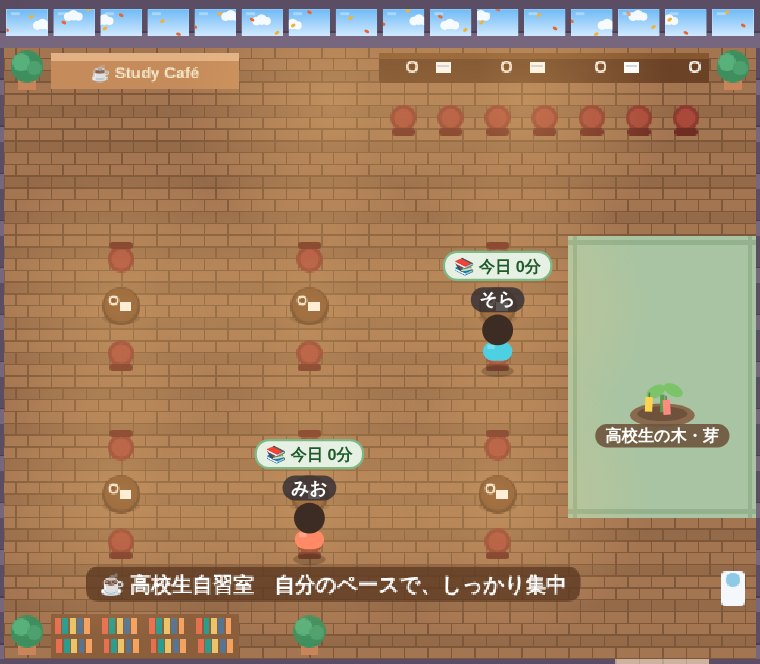 ☕ Study Café
📚 今日 0分
そら
高校生の木・芽
📚 今日 0分
みお
☕ 高校生自習室　自分のペースで、しっかり集中